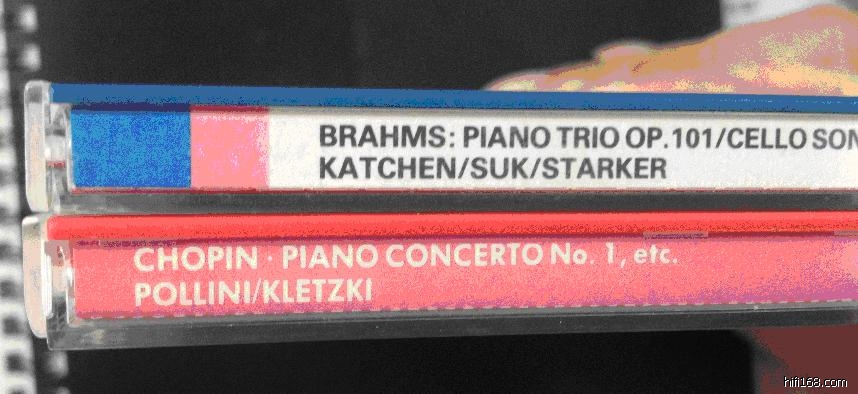 BRAHMS: PIANO TRIO OP.101/CELLO SON
KATCHEN/SUK/STARKER
CHOPIN · PIANO CONCERTO No. 1, etc.
POLLINI/KLETZKI
hifi168.com